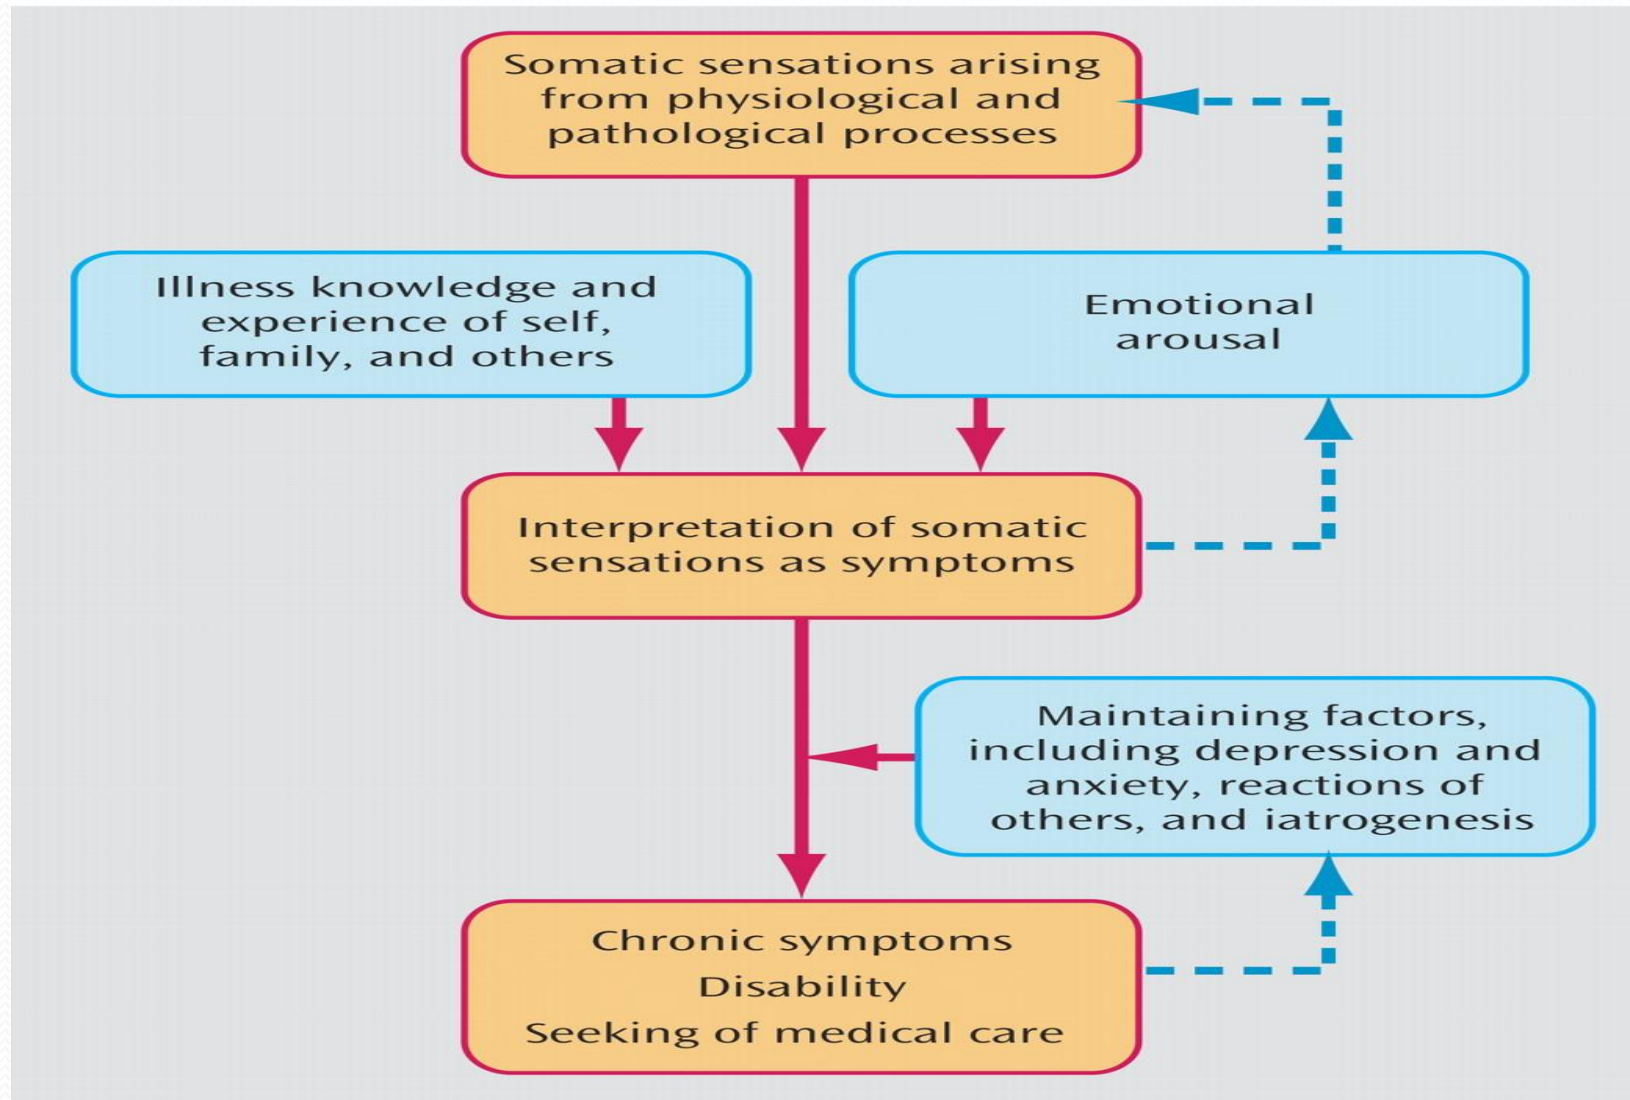 Somatic sensations arising
from physiological and
pathological processes
Illness knowledge and
experience of self,
family, and others
Emotional
arousal
Interpretation of somatic
sensations as symptoms
Maintaining factors,
including depression and
anxiety, reactions of
others, and iatrogenesis
Chronic symptoms
Disability
Seeking of medical care